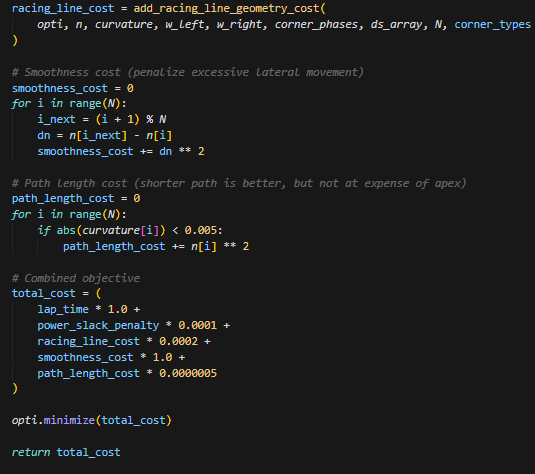 racing_line_cost = add_racing_line_geometry_cost(
    opti, n, curvature, w_left, w_right, corner_phases, ds_array, N, corner_types
)

# Smoothness cost (penalize excessive lateral movement)
smoothness_cost = 0
for i in range(N):
    i_next = (i + 1) % N
    dn = n[i_next] - n[i]
    smoothness_cost += dn ** 2

# Path length cost (shorter path is better, but not at expense of apex)
path_length_cost = 0
for i in range(N):
    if abs(curvature[i]) < 0.005:
        path_length_cost += n[i] ** 2

# Combined objective
total_cost = (
    lap_time * 1.0 +
    power_slack_penalty * 0.0001 +
    racing_line_cost * 0.0002 +
    smoothness_cost * 1.0 +
    path_length_cost * 0.0000005
)

opti.minimize(total_cost)

return total_cost